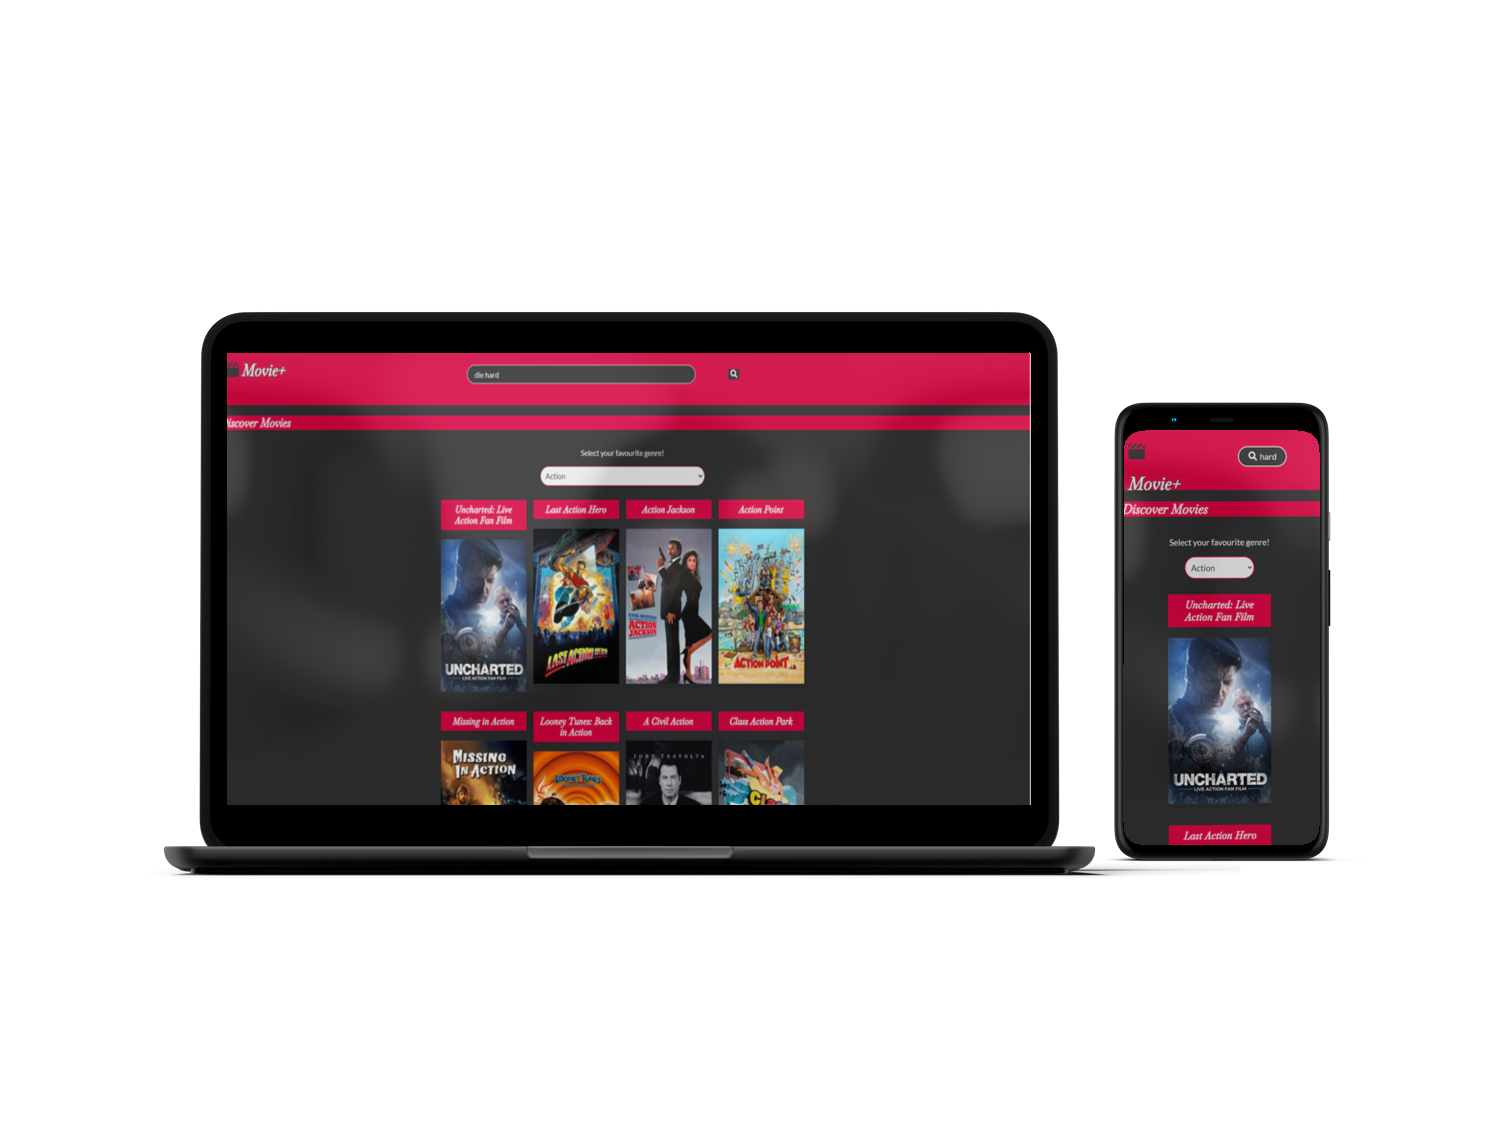 Movie+
die hard
iscover Movies
Select your favourite genre!
Action
Uncharted: Live
Action Fan Film
Last Action Hero
Action Jackson
Action Point
UNCHARTED
LIVE ACTION FAN FILM
LAST ACTION
ACTION
JACKSON
ACTION POINT
Missing in Action
Looney Tunes: Back
in Action
A Civil Action
Class Action Park
MISSING
IN ACTION
LOONEY TUNES
JOHN TRAVOLTA
hard
Movie+
Discover Movies
Select your favourite genre!
Action
Uncharted: Live
Action Fan Film
UNCHARTED
LIVE ACTION FAN FILM
Last Action Hero